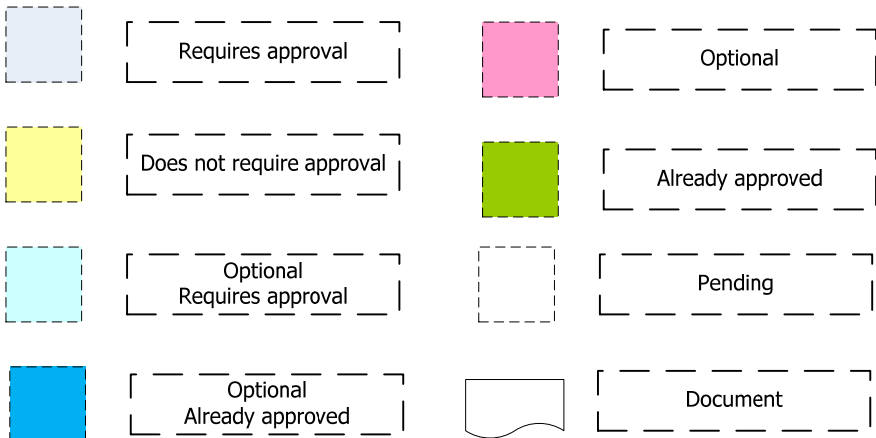 Requires approval
Optional
Does not require approval
Already approved
Optional
Requires approval
Pending
Optional
Already approved
Document